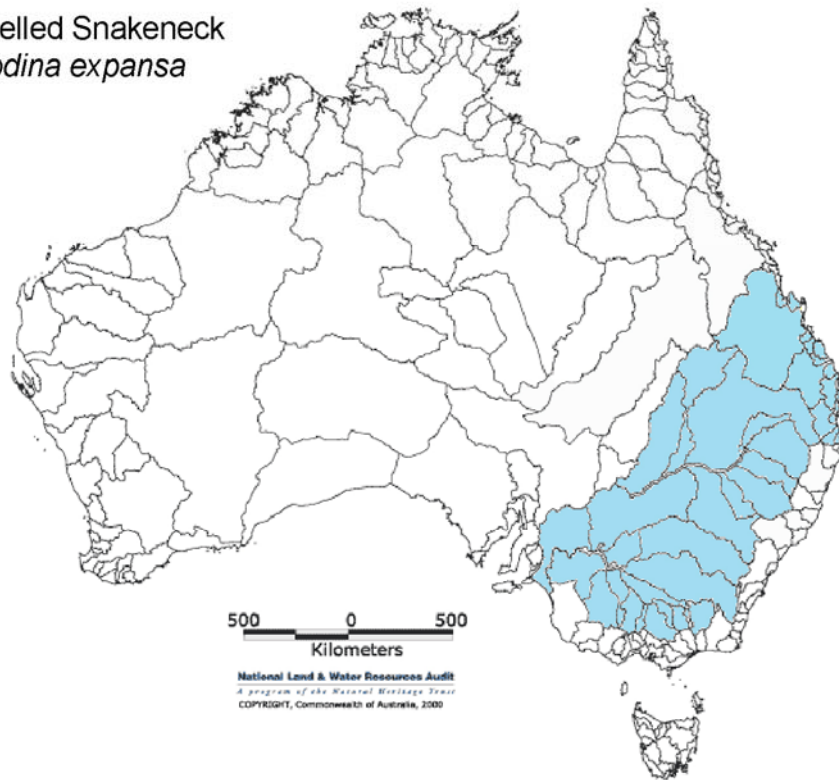 elled Snakeneck
odina expansa
500 0 500
Kilometers
National Land & Water Resources Audit
A program of the Natural Heritage Trust
COPYRIGHT, Commonwealth of Australia, 2000